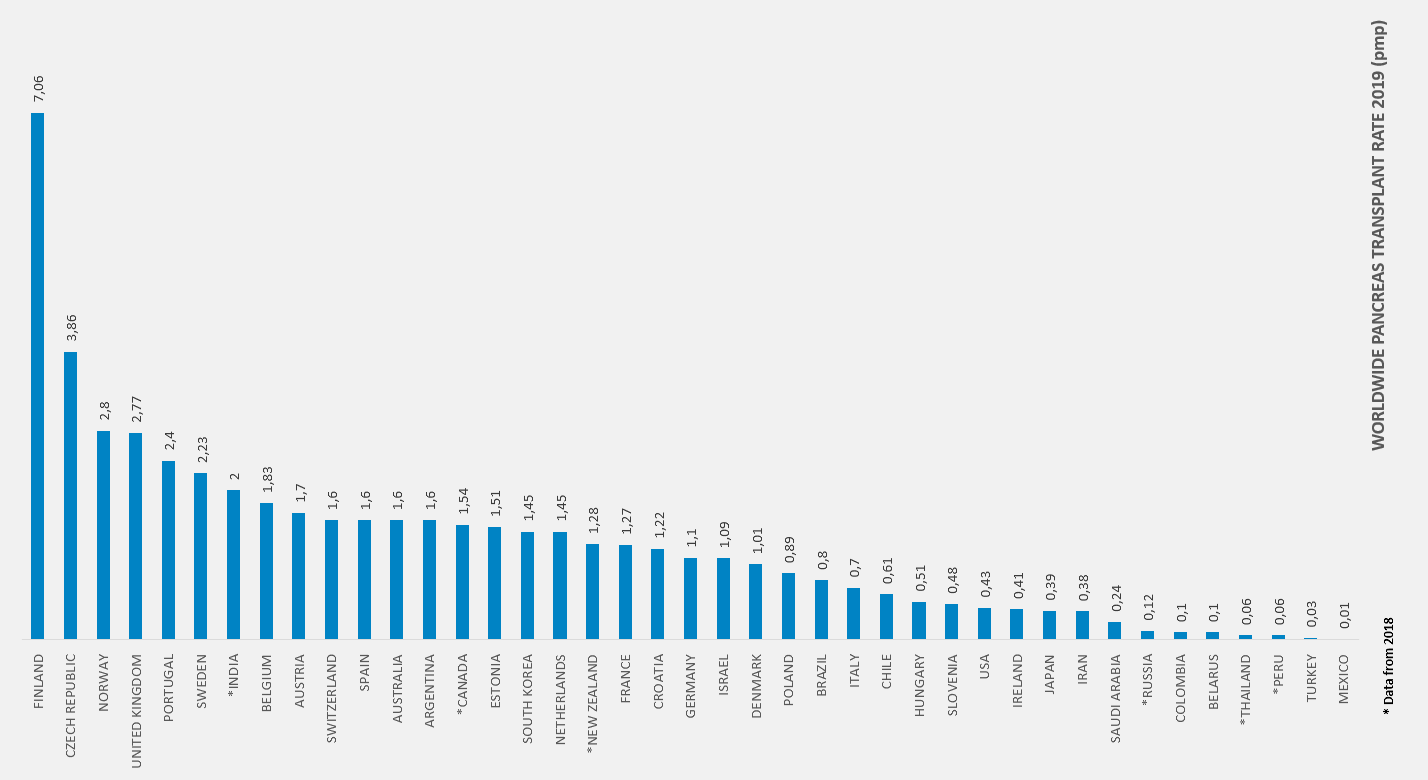 WORLDWIDE PANCREAS TRANSPLANT RATE 2019 (pmp)
7,06
3,86
2,8
2,77
2,4
2,23
2
1,83
1,7
1,6
1,6
1,6
1,6
1,54
1,51
1,45
1,45
1,28
1,27
1,22
1,1
1,09
1,01
0,89
0,8
0,7
0,61
0,51
0,48
0,43
0,41
0,39
0,38
0,24
0,12
0,1
0,1
0,06
0,06
0,03
0,01
FINLAND
CZECH REPUBLIC
NORWAY
UNITED KINGDOM
PORTUGAL
SWEDEN
*INDIA
BELGIUM
AUSTRIA
SWITZERLAND
SPAIN
AUSTRALIA
ARGENTINA
*CANADA
ESTONIA
SOUTH KOREA
NETHERLANDS
*NEW ZEALAND
FRANCE
CROATIA
GERMANY
ISRAEL
DENMARK
POLAND
BRAZIL
ITALY
CHILE
HUNGARY
SLOVENIA
USA
IRELAND
JAPAN
IRAN
SAUDI ARABIA
*RUSSIA
COLOMBIA
BELARUS
*THAILAND
*PERU
TURKEY
MEXICO
* Data from 2018